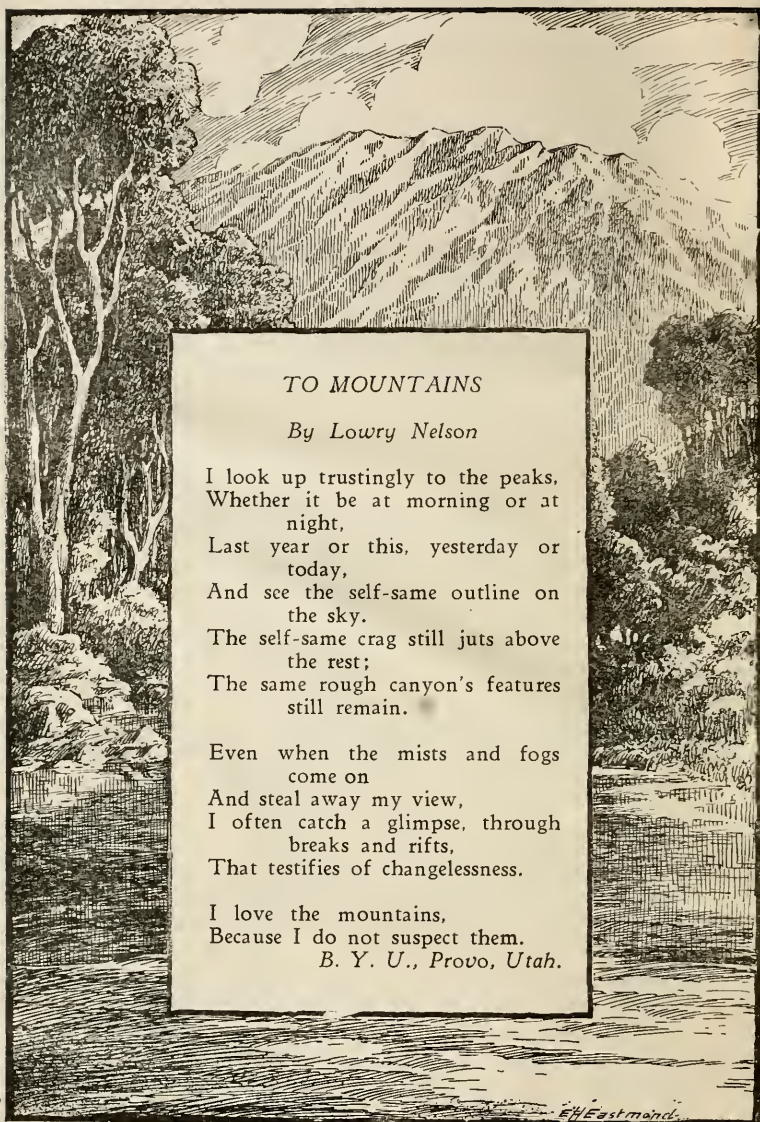 TO MOUNTAINS
By Lowry Nelson
I look up trustingly to the peaks,
Whether it be at morning or at
night,
Last year or this, yesterday or
today,
And see the self-same outline on
the sky.
The self-same crag still juts above
the rest;
The same rough canyon's features
still remain.
Even when the mists and fogs
come on
And steal away my view,
I often catch a glimpse, through
breaks and rifts,
That testifies of changelessness.
I love the mountains,
Because I do not suspect them.
B. Y. U., Provo, Utah.
EHEastmond